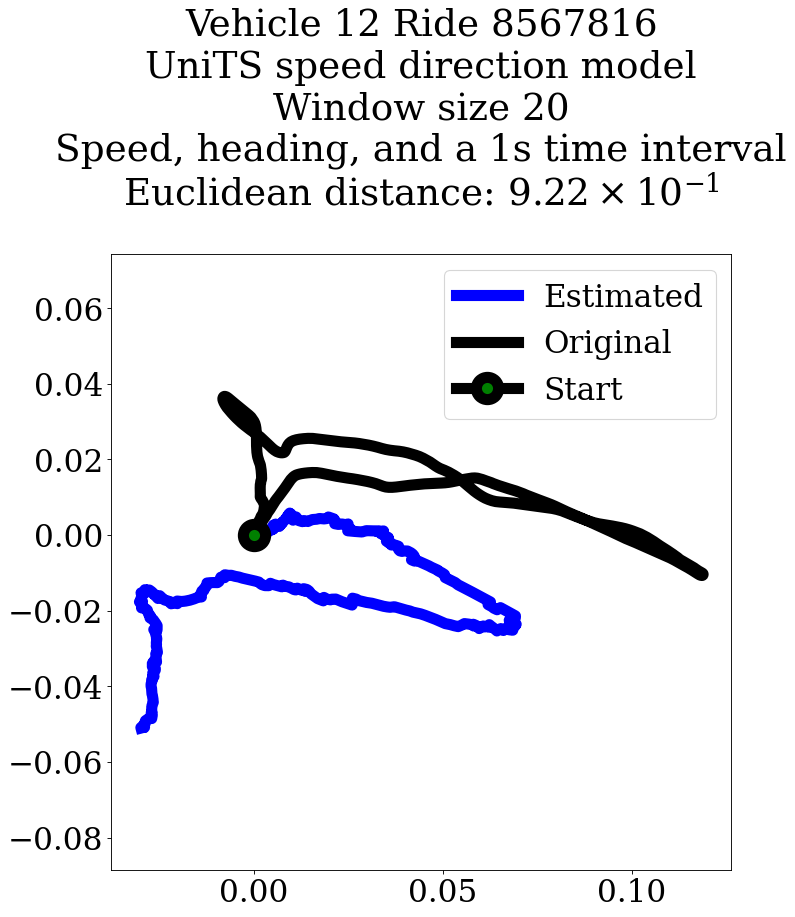 Vehicle 12 Ride 8567816
UniTS speed direction model
Window size 20
Speed, heading, and a 1s time interval
Euclidean distance: 9.22 × 10⁻¹
Estimated
Original
Start
0.06
0.04
0.02
0.00
−0.02
−0.04
−0.06
−0.08
0.00 0.05 0.10